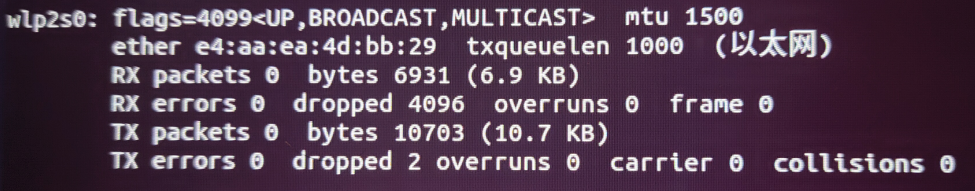 wlp2s0: flags=4099<UP,BROADCAST,MULTICAST>  mtu 1500
ether e4:aa:ea:4d:bb:29  txqueuelen 1000  (以太网)
RX packets 0  bytes 6931 (6.9 KB)
RX errors 0  dropped 4096  overruns 0  frame 0
TX packets 0  bytes 10703 (10.7 KB)
TX errors 0  dropped 2 overruns 0  carrier 0  collisions 0